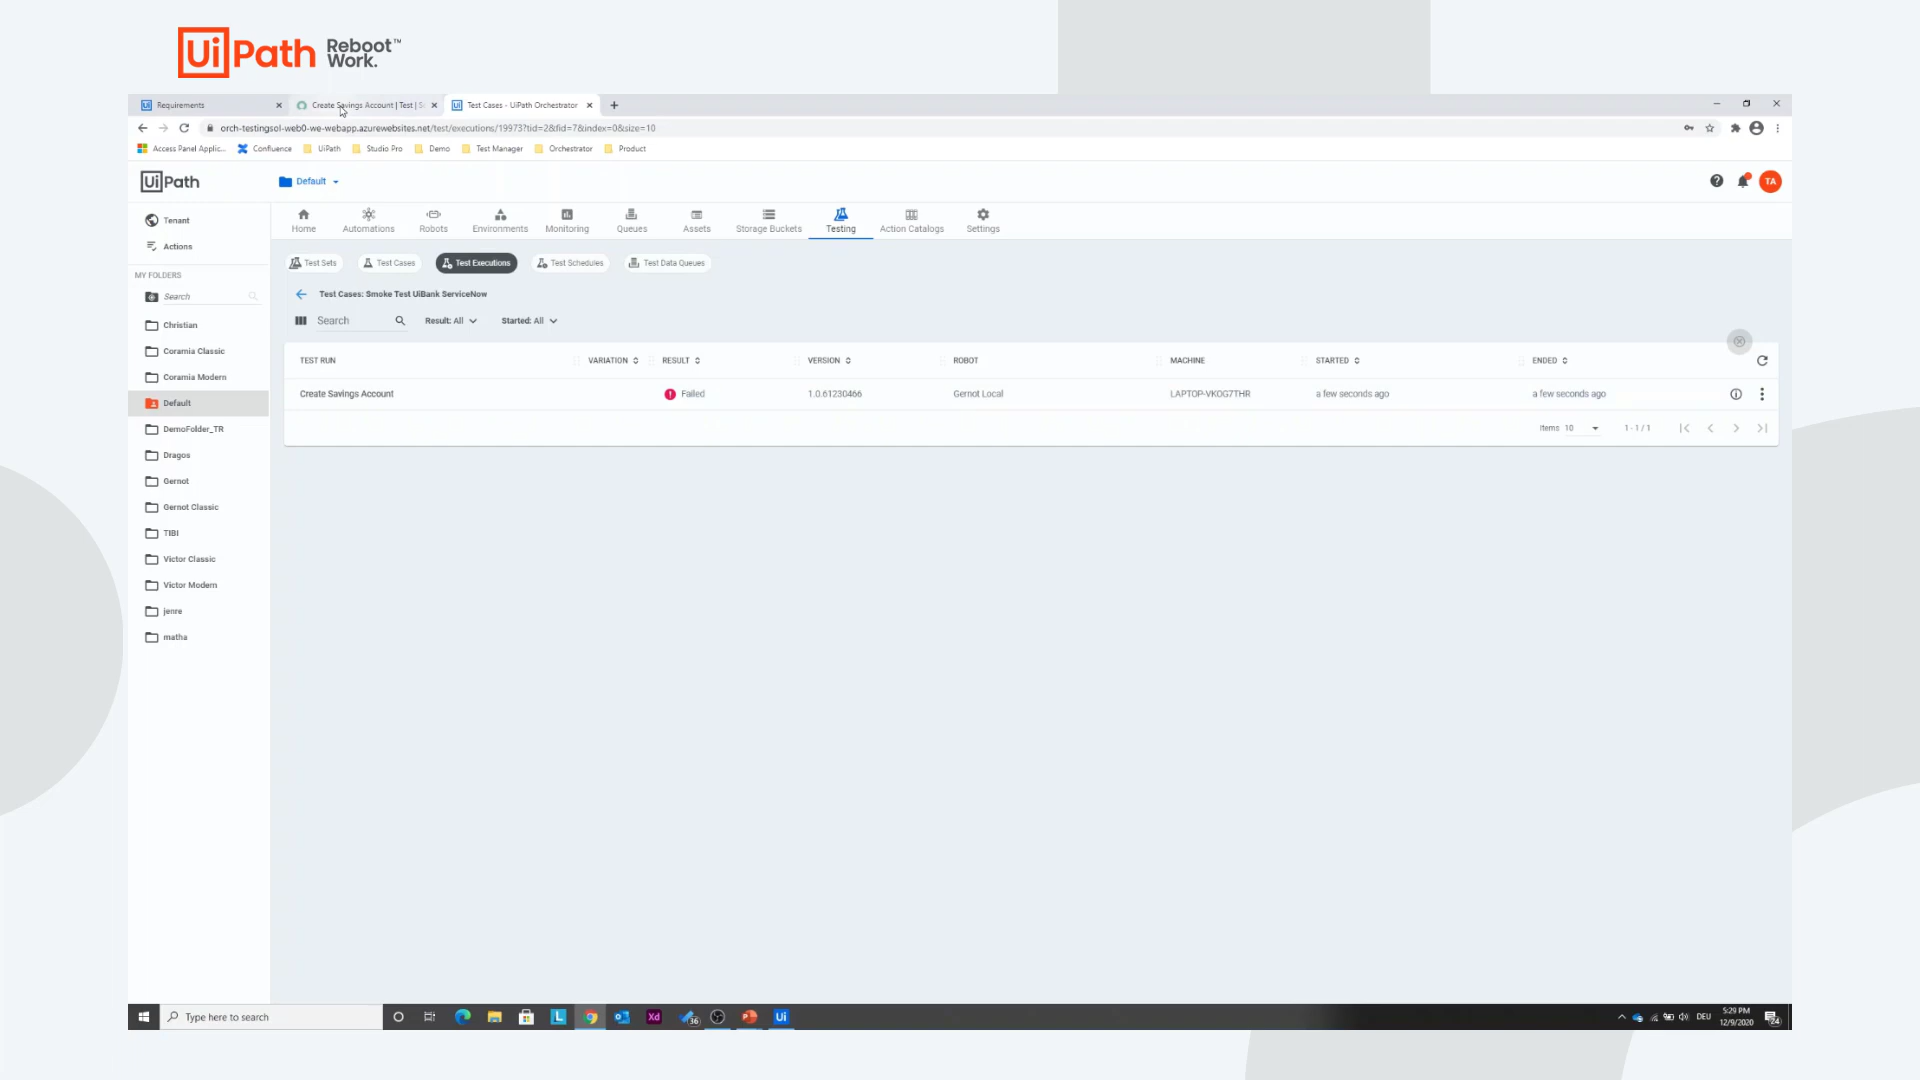 UiPath Reboot Work.™
Requirements
Create Savings Account | Test | S
Test Cases - UiPath Orchestrator
orch-testingsol-web0-we-webapp.azurewebsites.net/test/executions/19973?tid=2&fid=7&index=0&size=10
Access Panel Applic... Confluence UiPath Studio Pro Demo Test Manager Orchestrator Product
UiPath Default TA
Tenant
Actions
MY FOLDERS
Search
Christian
Coramia Classic
Coramia Modern
Default
DemoFolder_TR
Dragos
Gernot
Gernot Classic
TIBI
Victor Classic
Victor Modern
jenre
matha
Home Automations Robots Environments Monitoring Queues Assets Storage Buckets Testing Action Catalogs Settings
Test Sets Test Cases Test Executions Test Schedules Test Data Queues
Test Cases: Smoke Test UiBank ServiceNow
Search Result: All Started: All
TEST RUN VARIATION RESULT VERSION ROBOT MACHINE STARTED ENDED
Create Savings Account Failed 1.0.61230466 Gernot Local LAPTOP-VKOG7THR a few seconds ago a few seconds ago
Items 10 1 - 1 / 1
Type here to search
Xd 36 Ui
DEU 5:29 PM
12/9/2020 24